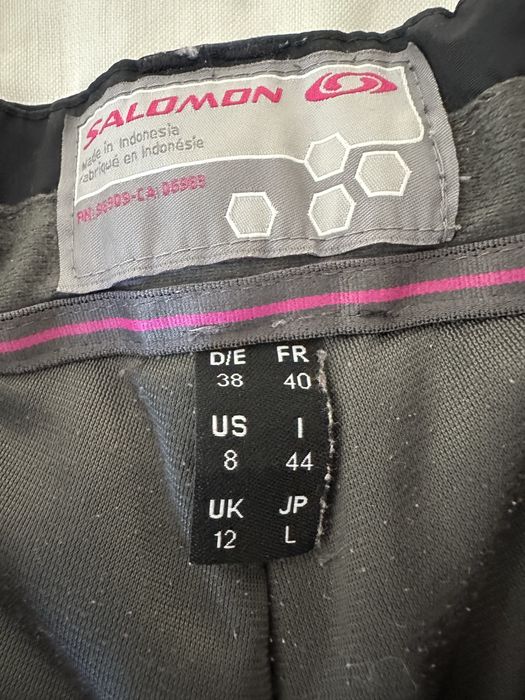 SALOMON
Made in Indonesia
Fabriqué en Indonésie
D/E FR
38 40
US I
8 44
UK JP
12 L